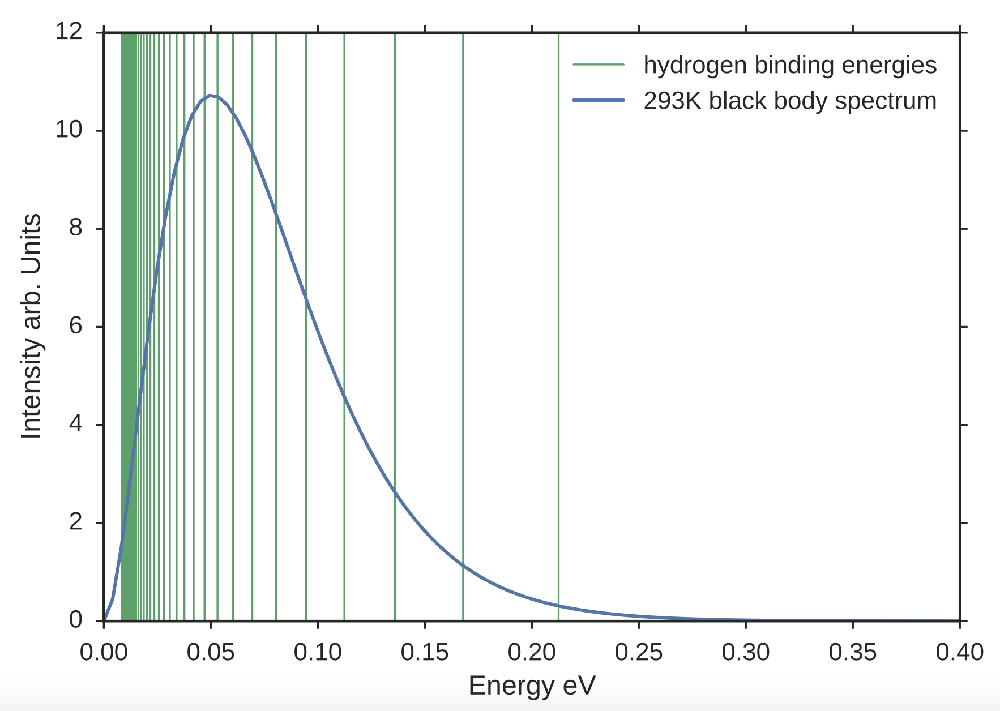 12
10
8
6
4
2
0
Intensity arb. Units
hydrogen binding energies
293K black body spectrum
0.00 0.05 0.10 0.15 0.20 0.25 0.30 0.35 0.40
Energy eV